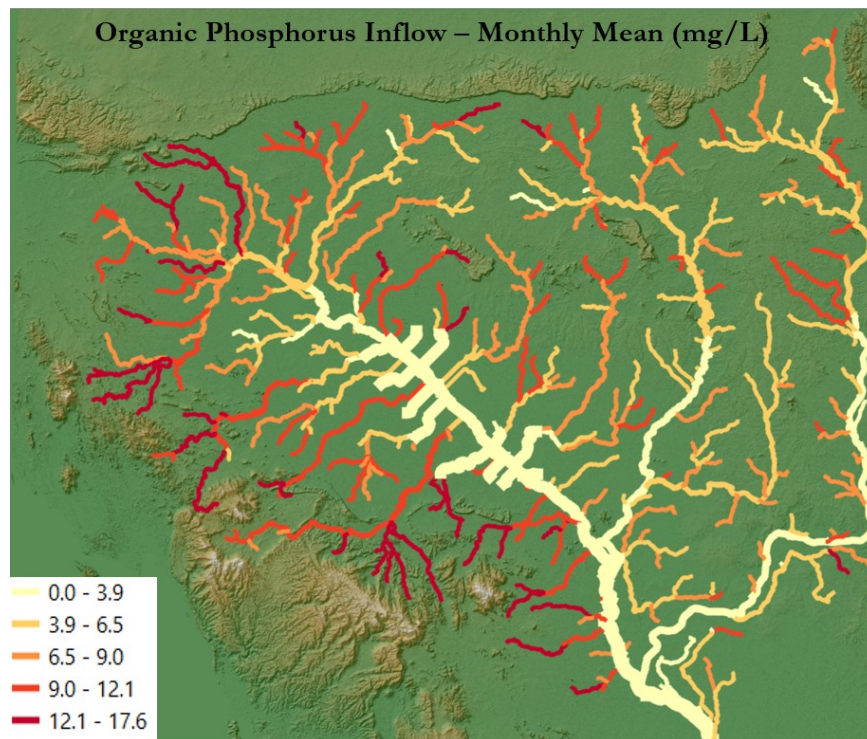 Organic Phosphorus Inflow – Monthly Mean (mg/L)
0.0 - 3.9
3.9 - 6.5
6.5 - 9.0
9.0 - 12.1
12.1 - 17.6